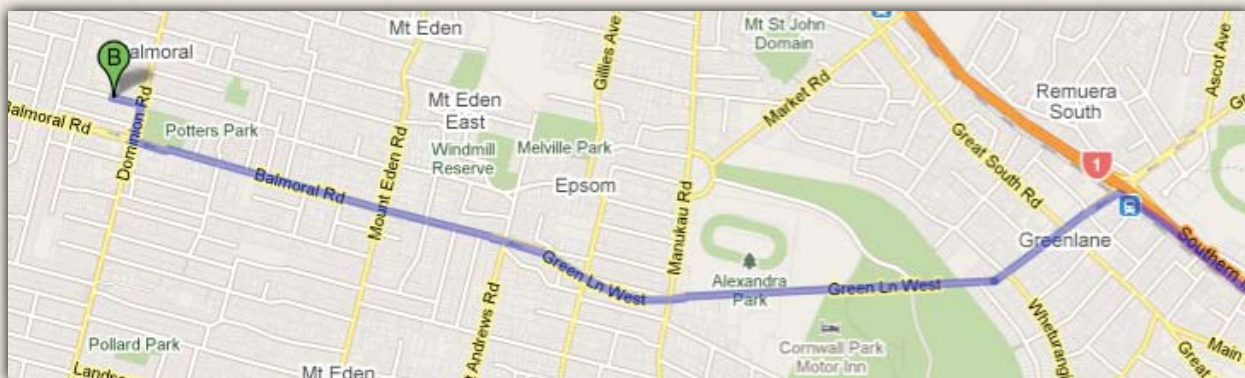 B
Balmoral
Balmoral Rd
Dominion Rd
Potters Park
Mt Eden
Mt Eden
East
Windmill
Reserve
Melville Park
Epsom
Gillies Ave
Mt St John
Domain
Market Rd
Remuera
South
Ascot Ave
Great South Rd
1
Balmoral Rd
Mount Eden Rd
Green Ln West
Manukau Rd
Alexandra
Park
Green Ln West
Greenlane
Southern
Cornwall Park
Motor Inn
Andrews Rd
Pollard Park
Mt Eden
Main
Great